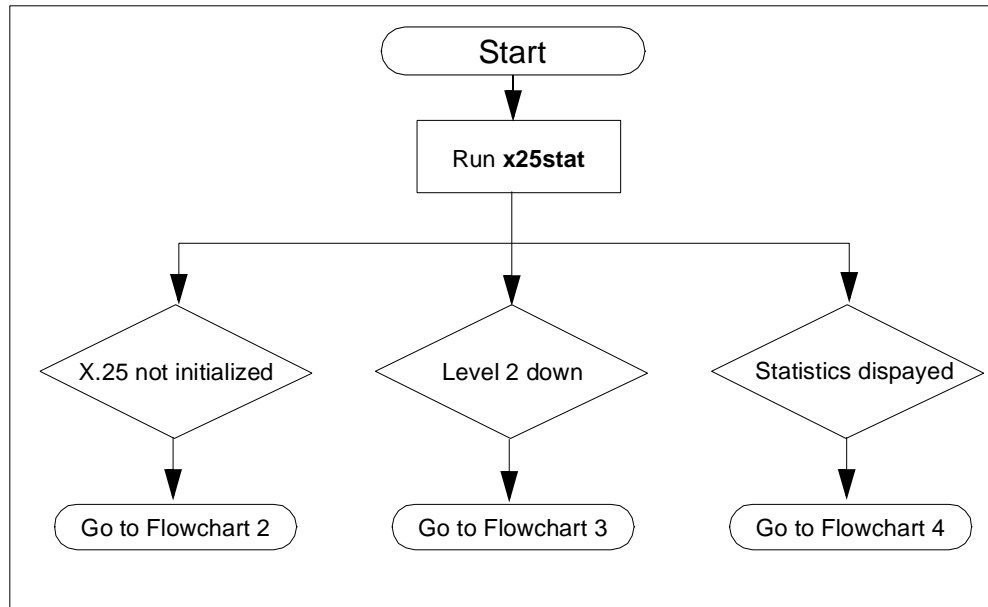 Start
Run x25stat
X.25 not initialized
Level 2 down
Statistics dispayed
Go to Flowchart 2
Go to Flowchart 3
Go to Flowchart 4